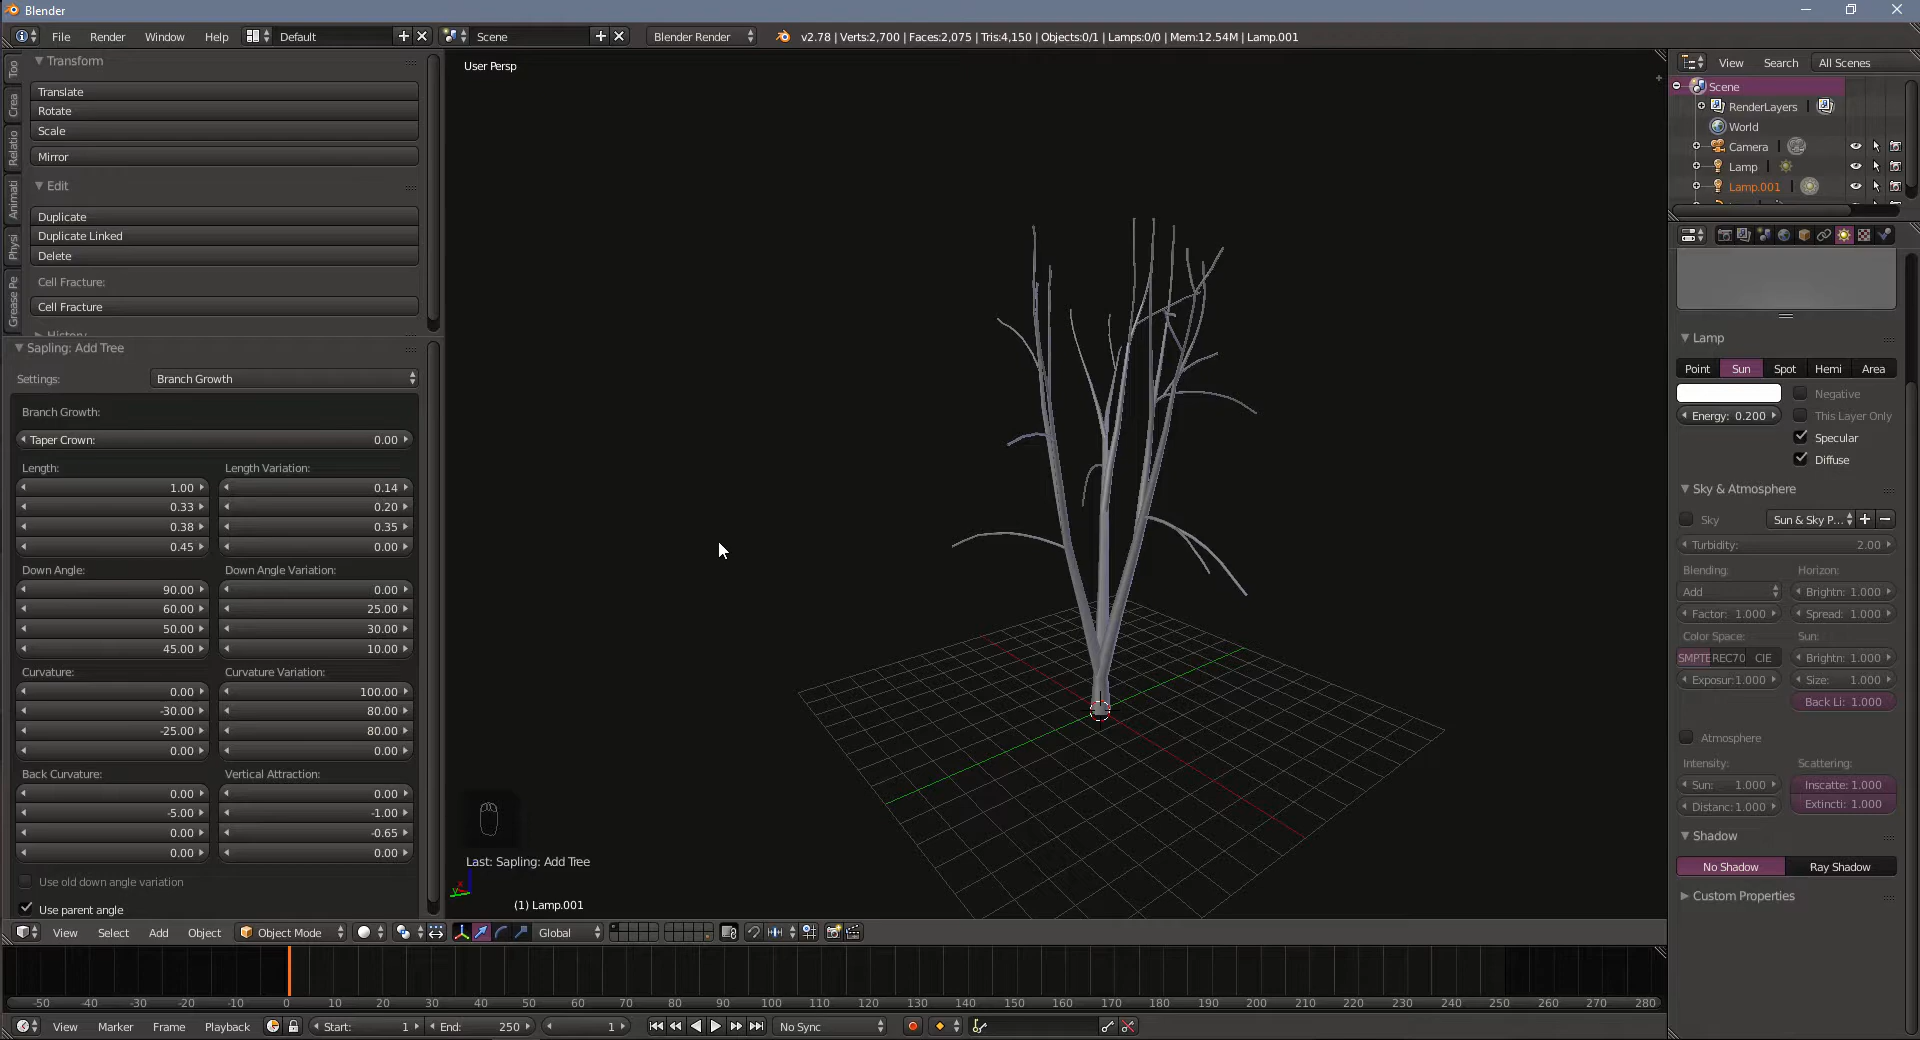 Blender
File Render Window Help Default Scene Blender Render v2.78 | Verts:2,700 | Faces:2,075 | Tris:4,150 | Objects:0/1 | Lamps:0/0 | Mem:12.54M | Lamp.001
Transform
Translate
Rotate
Scale
Mirror
Edit
Duplicate
Duplicate Linked
Delete
Cell Fracture:
Cell Fracture
Too
Crea
Relatio
Animati
Physi
Grease Pe
Sapling: Add Tree
Settings: Branch Growth
Branch Growth:
Taper Crown: 0.00
Length: Length Variation:
1.00 0.14
0.33 0.20
0.38 0.35
0.45 0.00
Down Angle: Down Angle Variation:
90.00 0.00
60.00 25.00
50.00 30.00
45.00 10.00
Curvature: Curvature Variation:
0.00 100.00
-30.00 80.00
-25.00 80.00
0.00 0.00
Back Curvature: Vertical Attraction:
0.00 0.00
-5.00 -1.00
0.00 -0.65
0.00 0.00
Use old down angle variation
Use parent angle
User Persp
Last: Sapling: Add Tree
(1) Lamp.001
View Select Add Object Object Mode Global
View Search All Scenes
Scene
RenderLayers
World
Camera
Lamp
Lamp.001
Lamp
Point Sun Spot Hemi Area
Negative
Energy: 0.200 This Layer Only
Specular
Diffuse
Sky & Atmosphere
Sky Sun & Sky P...
Turbidity: 2.00
Blending: Horizon:
Add Brightn: 1.000
Factor: 1.000 Spread: 1.000
Color Space: Sun:
SMPTE REC70 CIE Brightn: 1.000
Exposur:1.000 Size: 1.000
Back Li: 1.000
Atmosphere
Intensity: Scattering:
Sun: 1.000 Inscatte: 1.000
Distanc: 1.000 Extincti: 1.000
Shadow
No Shadow Ray Shadow
Custom Properties
-50 -40 -30 -20 -10 0 10 20 30 40 50 60 70 80 90 100 110 120 130 140 150 160 170 180 190 200 210 220 230 240 250 260 270 280
View Marker Frame Playback Start: 1 End: 250 1 No Sync